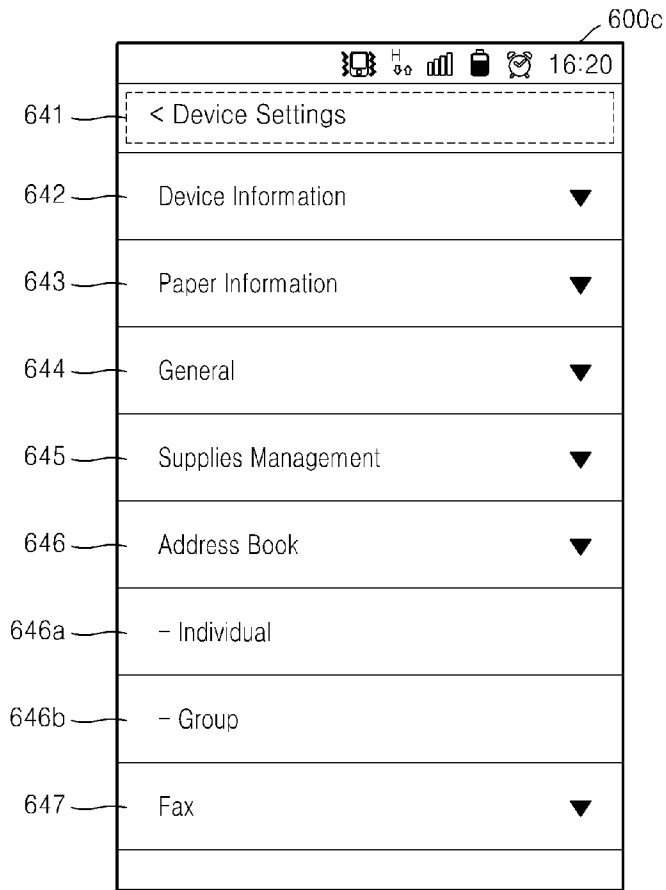 600c
H 16:20
641 < Device Settings
642 Device Information ▼
643 Paper Information ▼
644 General ▼
645 Supplies Management ▼
646 Address Book ▼
646a - Individual
646b - Group
647 Fax ▼